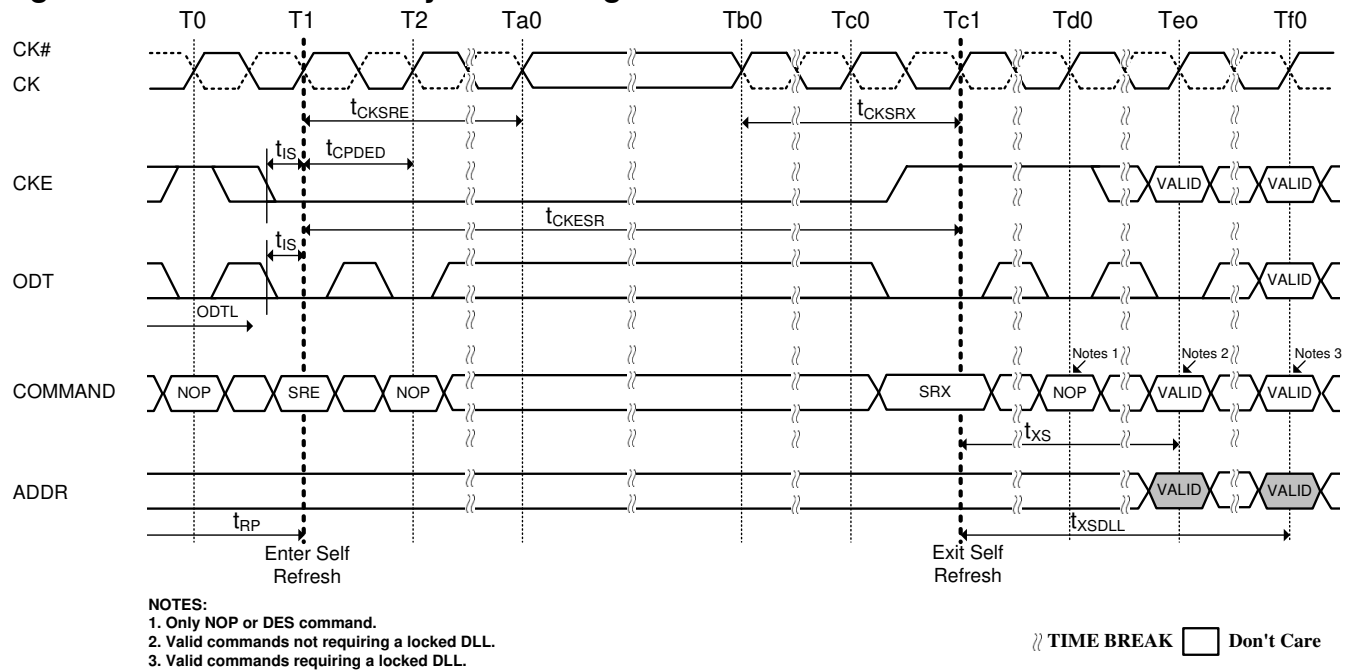 T0 T1 T2 Ta0 Tb0 Tc0 Tc1 Td0 Teo Tf0
CK#
CK
tCKSRE tCKSRX
tIS tCPDED
CKE VALID VALID
tCKESR
tIS
ODT VALID
ODTL
Notes 1 Notes 2 Notes 3
COMMAND NOP SRE NOP SRX NOP VALID VALID
tXS
ADDR VALID VALID
tRP tXSDLL
Enter Self Refresh
Exit Self Refresh
NOTES:
1. Only NOP or DES command.
2. Valid commands not requiring a locked DLL.
3. Valid commands requiring a locked DLL.
TIME BREAK Don't Care